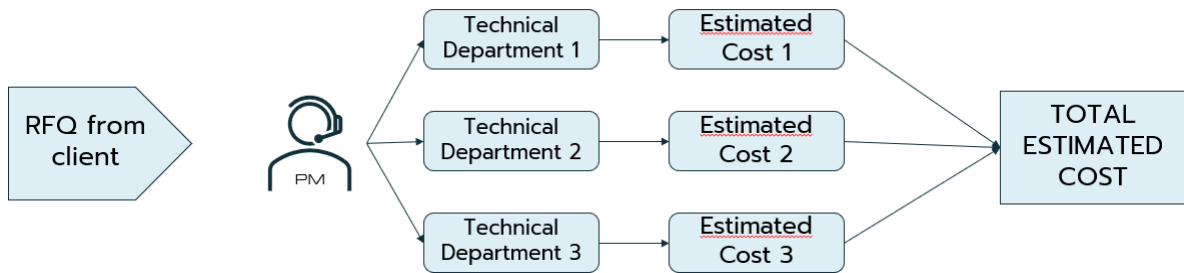 RFQ from
client
PM
Technical
Department 1
Estimated
Cost 1
Technical
Department 2
Estimated
Cost 2
Technical
Department 3
Estimated
Cost 3
TOTAL
ESTIMATED
COST